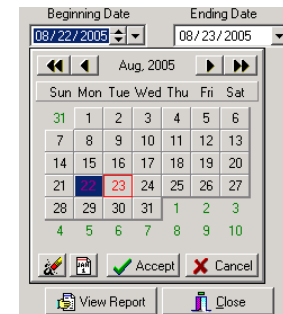 Beginning Date Ending Date
08/22/2005 08/23/2005
Aug, 2005
Sun Mon Tue Wed Thu Fri Sat
31 1 2 3 4 5 6
7 8 9 10 11 12 13
14 15 16 17 18 19 20
21 22 23 24 25 26 27
28 29 30 31 1 2 3
4 5 6 7 8 9 10
Accept Cancel
View Report Close